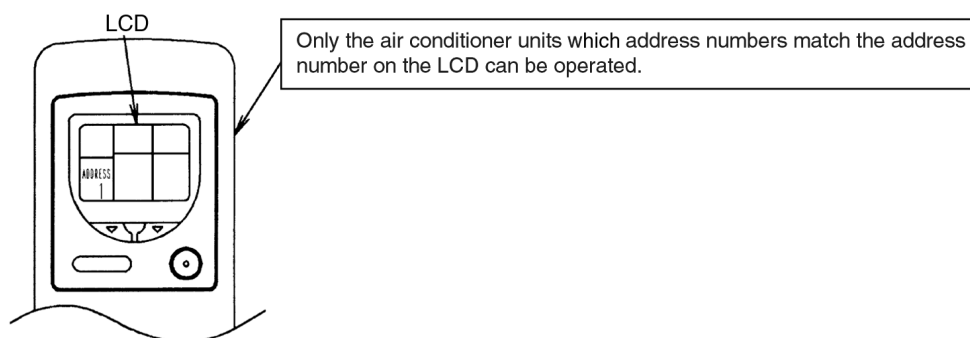 LCD
Only the air conditioner units which address numbers match the address
number on the LCD can be operated.
ADDRESS
1